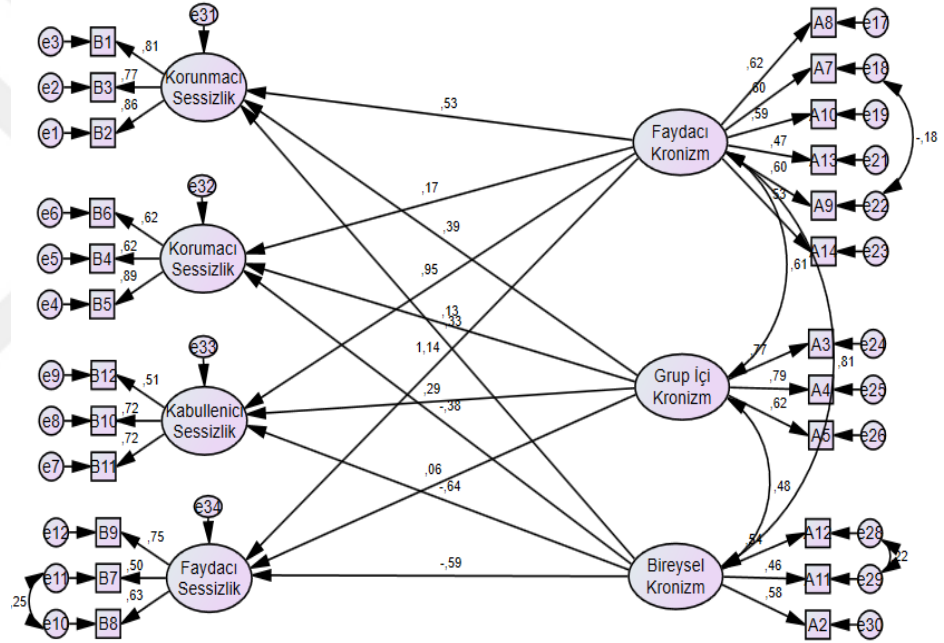 e31
e3
B1
,81
Korunmacı
Sessizlik
e2
B3
,77
e1
B2
,86
e32
e6
B6
,62
Korumacı
Sessizlik
e5
B4
,62
e4
B5
,89
e33
e9
B12
,51
Kabullenici
Sessizlik
e8
B10
,72
e7
B11
,72
e34
e12
B9
,75
Faydacı
Sessizlik
e11
B7
,50
e10
B8
,63
,25
,53
,17
,39
,95
,13
,33
1,14
,29
-,38
,06
-,64
-,59
Faydacı
Kronizm
,62
A8
e17
,60
A7
e18
,59
A10
e19
,47
A13
e21
,60
A9
e22
,53
A14
e23
-,18
,61
,81
Grup İçi
Kronizm
,77
A3
e24
,79
A4
e25
,62
A5
e26
,48
Bireysel
Kronizm
,54
A12
e28
,46
A11
e29
,58
A2
e30
,22